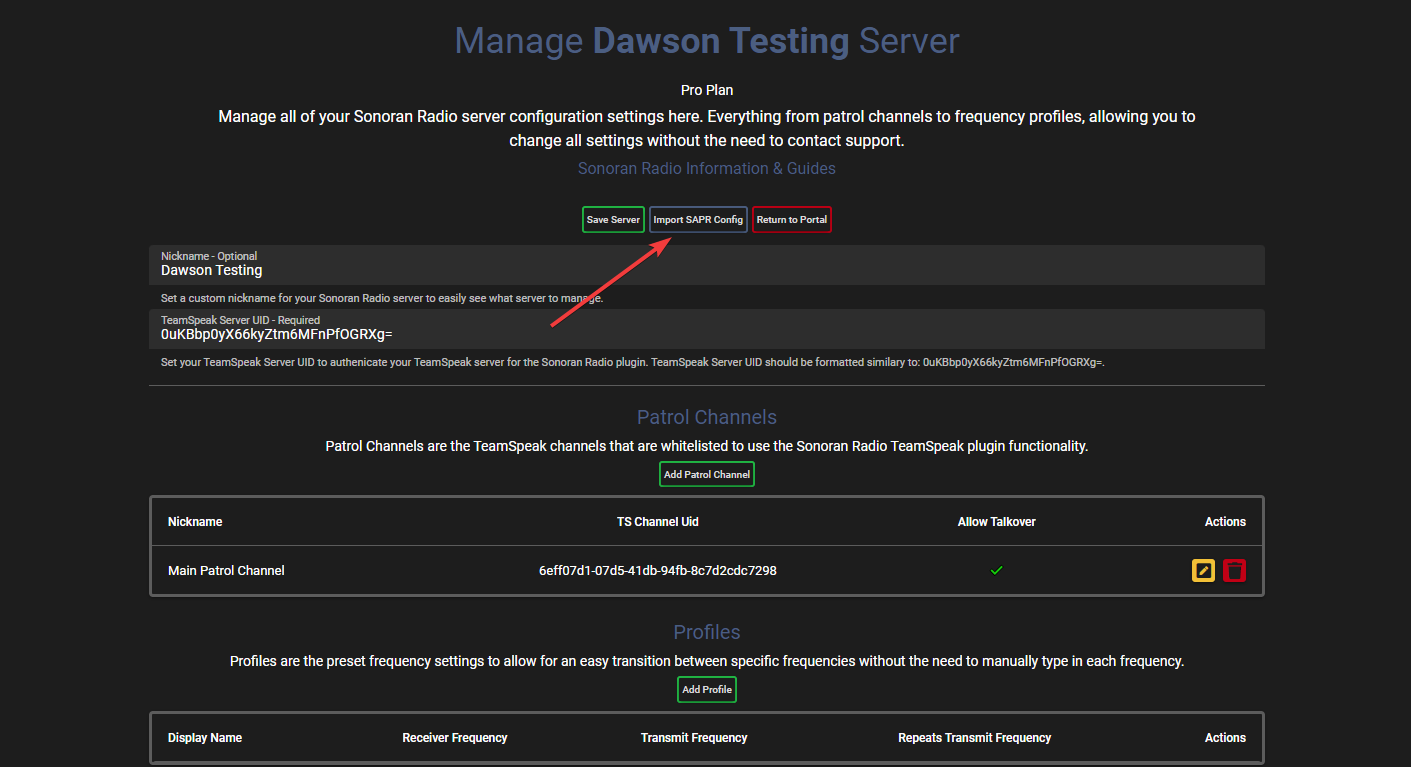 Manage Dawson Testing Server
Pro Plan
Manage all of your Sonoran Radio server configuration settings here. Everything from patrol channels to frequency profiles, allowing you to
change all settings without the need to contact support.
Sonoran Radio Information & Guides
Save Server Import SAPR Config Return to Portal
Nickname - Optional
Dawson Testing
Set a custom nickname for your Sonoran Radio server to easily see what server to manage.
TeamSpeak Server UID - Required
0uKBbp0yX66kyZtm6MFnPfOGRXg=
Set your TeamSpeak Server UID to authenicate your TeamSpeak server for the Sonoran Radio plugin. TeamSpeak Server UID should be formatted similary to: 0uKBbp0yX66kyZtm6MFnPfOGRXg=.
Patrol Channels
Patrol Channels are the TeamSpeak channels that are whitelisted to use the Sonoran Radio TeamSpeak plugin functionality.
Add Patrol Channel
Nickname TS Channel Uid Allow Talkover Actions
Main Patrol Channel 6eff07d1-07d5-41db-94fb-8c7d2cdc7298
Profiles
Profiles are the preset frequency settings to allow for an easy transition between specific frequencies without the need to manually type in each frequency.
Add Profile
Display Name Receiver Frequency Transmit Frequency Repeats Transmit Frequency Actions